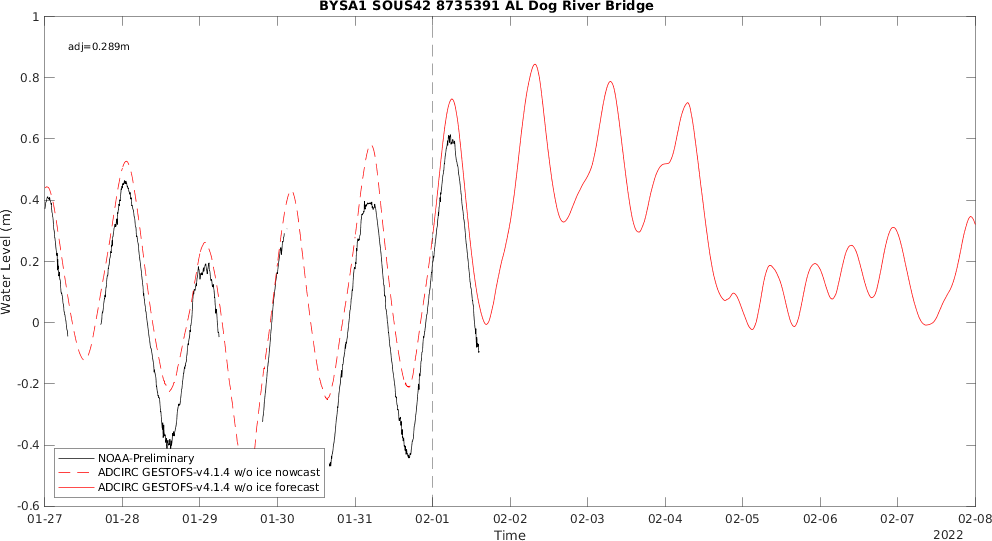 BYSA1 SOUS42 8735391 AL Dog River Bridge
adj=0.289m
Water Level (m)
1
0.8
0.6
0.4
0.2
0
-0.2
-0.4
-0.6
NOAA-Preliminary
ADCIRC GESTOFS-v4.1.4 w/o ice nowcast
ADCIRC GESTOFS-v4.1.4 w/o ice forecast
01-27 01-28 01-29 01-30 01-31 02-01 02-02 02-03 02-04 02-05 02-06 02-07 02-08
Time
2022